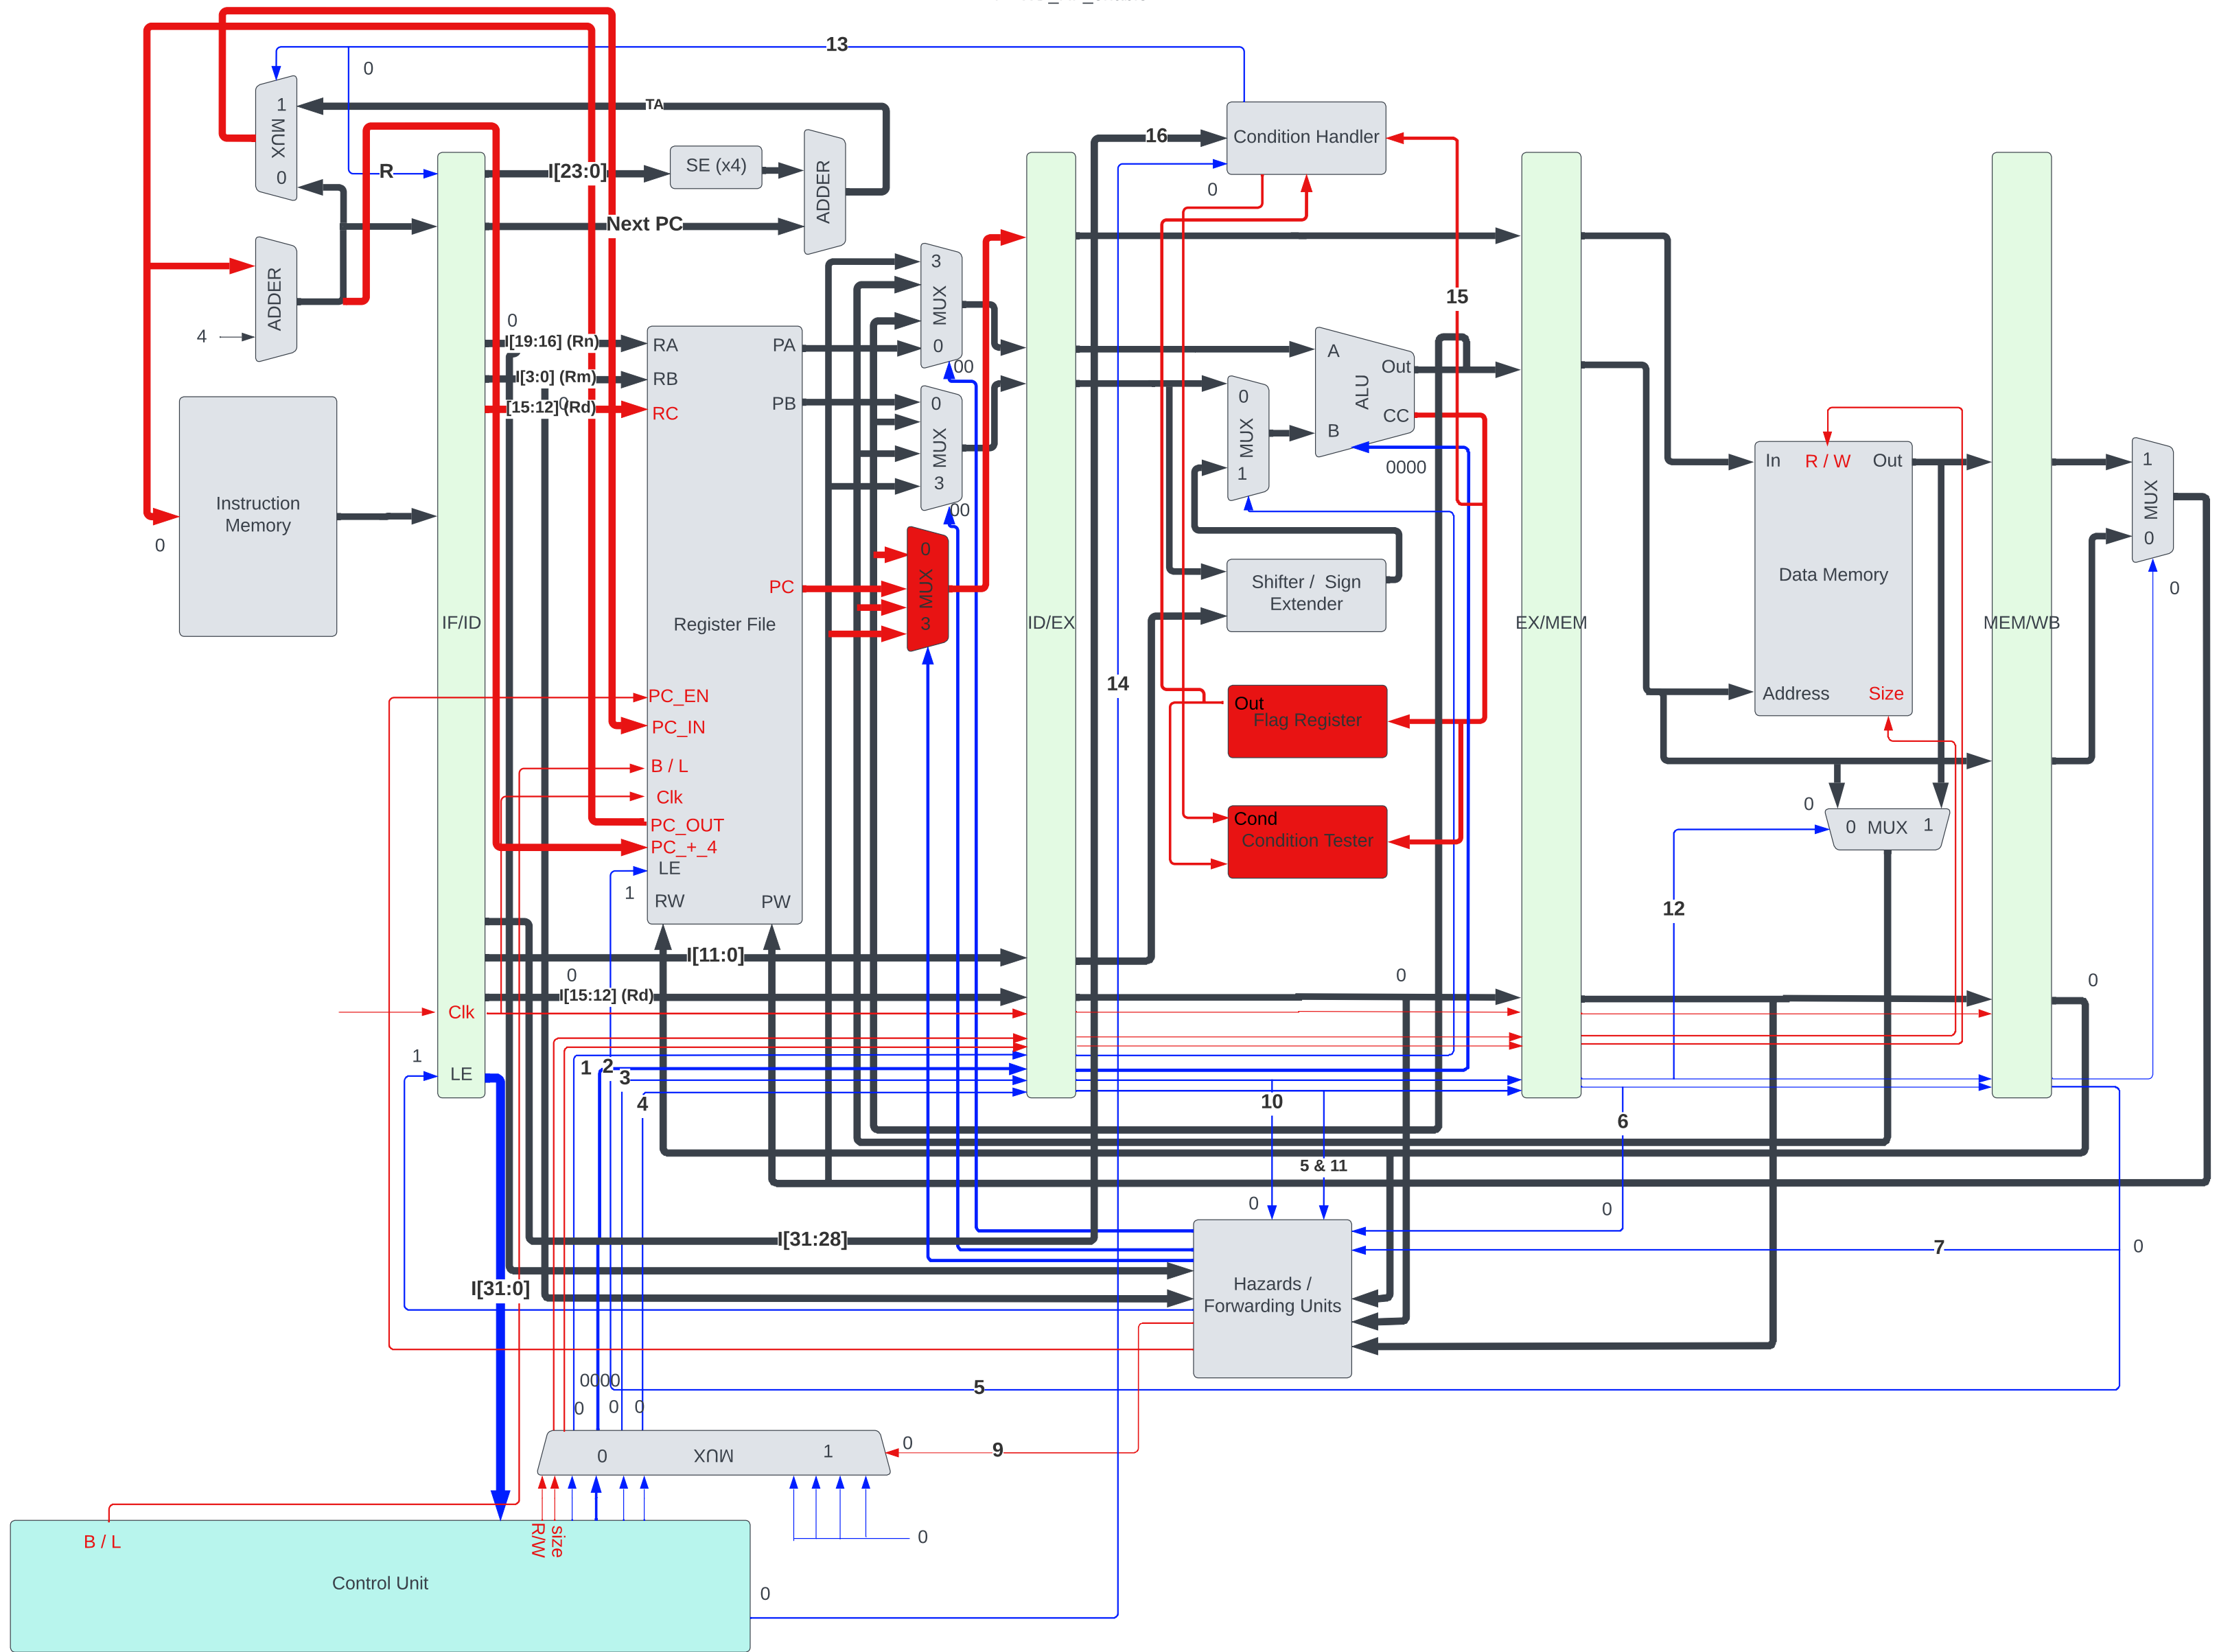 13
0
1
MUX
0
TA
R
I[23:0]
SE (x4)
ADDER
Next PC
16
Condition Handler
0
ADDER
4
0
I[19:16] (Rn)
I[3:0] (Rm)
0
[15:12] (Rd)
RA
RB
RC
PA
PB
PC
Register File
PC_EN
PC_IN
B / L
Clk
PC_OUT
PC_+_4
LE
1
RW
PW
3
MUX
0
00
0
MUX
3
00
0
MUX
3
15
A
ALU
Out
CC
B
0000
0
MUX
1
Shifter / Sign
Extender
Instruction
Memory
0
IF/ID
ID/EX
EX/MEM
MEM/WB
In
R / W
Out
Data Memory
Address
Size
1
MUX
0
0
14
Out
Flag Register
Cond
Condition Tester
0
0
MUX
1
12
I[11:0]
0
I[15:12] (Rd)
0
0
Clk
1
LE
1
2
3
4
10
5 & 11
6
0
0
I[31:28]
7
0
I[31:0]
Hazards /
Forwarding Units
0000
5
0
0
0
0
MUX
1
0
9
B / L
R/W
size
0
Control Unit
0